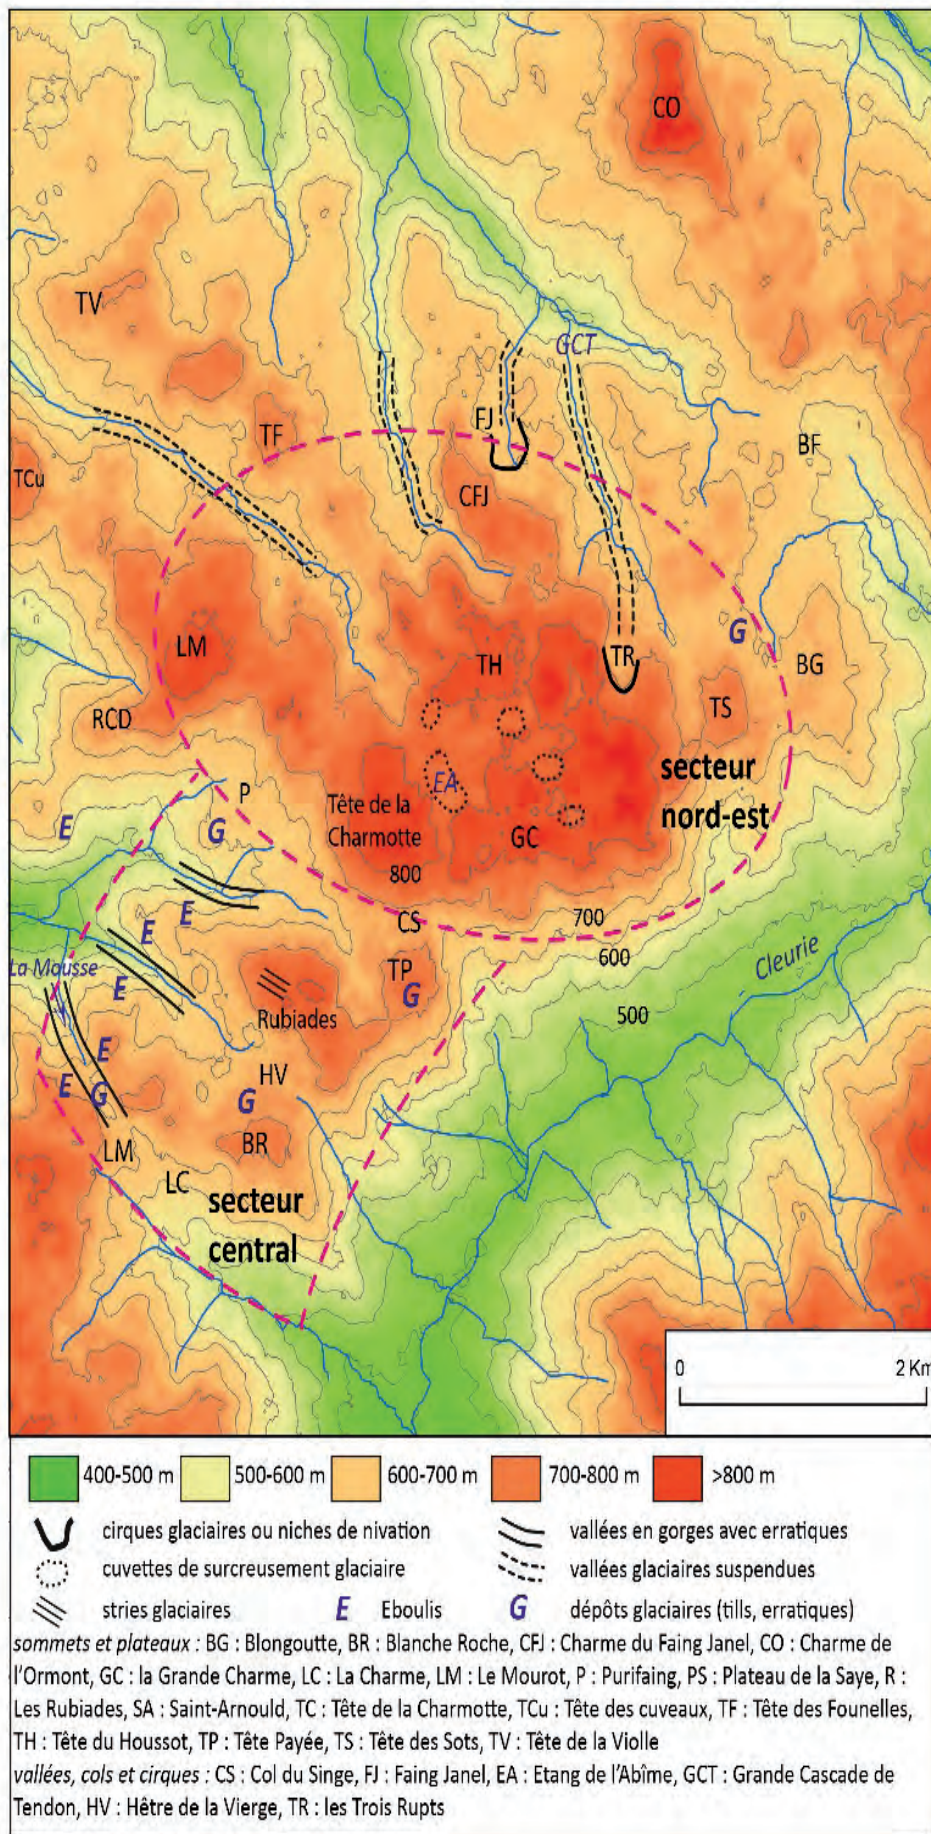 CO
TV
GCT
FJ
TF
BF
TCu
CFJ
G
LM
TH
TR
BG
RCD
TS
secteur
nord-est
P
EA
Tête de la
Charmotte
E
G
GC
800
E
CS
700
E
600
Cleurie
La Mousse
TP
E
G
Rubiades
500
E
HV
E
G
G
LM
BR
LC
secteur
central
0 2 Km
400-500 m 500-600 m 600-700 m 700-800 m >800 m
cirques glaciaires ou niches de nivation vallées en gorges avec erratiques
cuvettes de surcreusement glaciaire vallées glaciaires suspendues
stries glaciaires E Eboulis G dépôts glaciaires (tills, erratiques)
sommets et plateaux : BG : Blongoutte, BR : Blanche Roche, CFJ : Charme du Faing Janel, CO : Charme de
l'Ormont, GC : la Grande Charme, LC : La Charme, LM : Le Mourot, P : Purifaing, PS : Plateau de la Saye, R :
Les Rubiades, SA : Saint-Arnould, TC : Tête de la Charmotte, TCu : Tête des cuveaux, TF : Tête des Founelles,
TH : Tête du Houssot, TP : Tête Payée, TS : Tête des Sots, TV : Tête de la Violle
vallées, cols et cirques : CS : Col du Singe, FJ : Faing Janel, EA : Etang de l'Abîme, GCT : Grande Cascade de
Tendon, HV : Hêtre de la Vierge, TR : les Trois Rupts